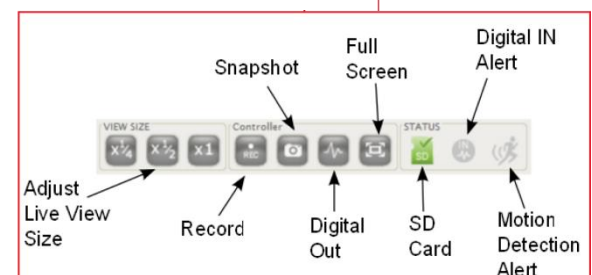 Digital IN
Alert
Full
Screen
Snapshot
VIEW SIZE
Controller
STATUS
x¼
x½
x1
REC
SD
IN
Adjust
Live View
Size
Record
Digital
Out
SD
Card
Motion
Detection
Alert